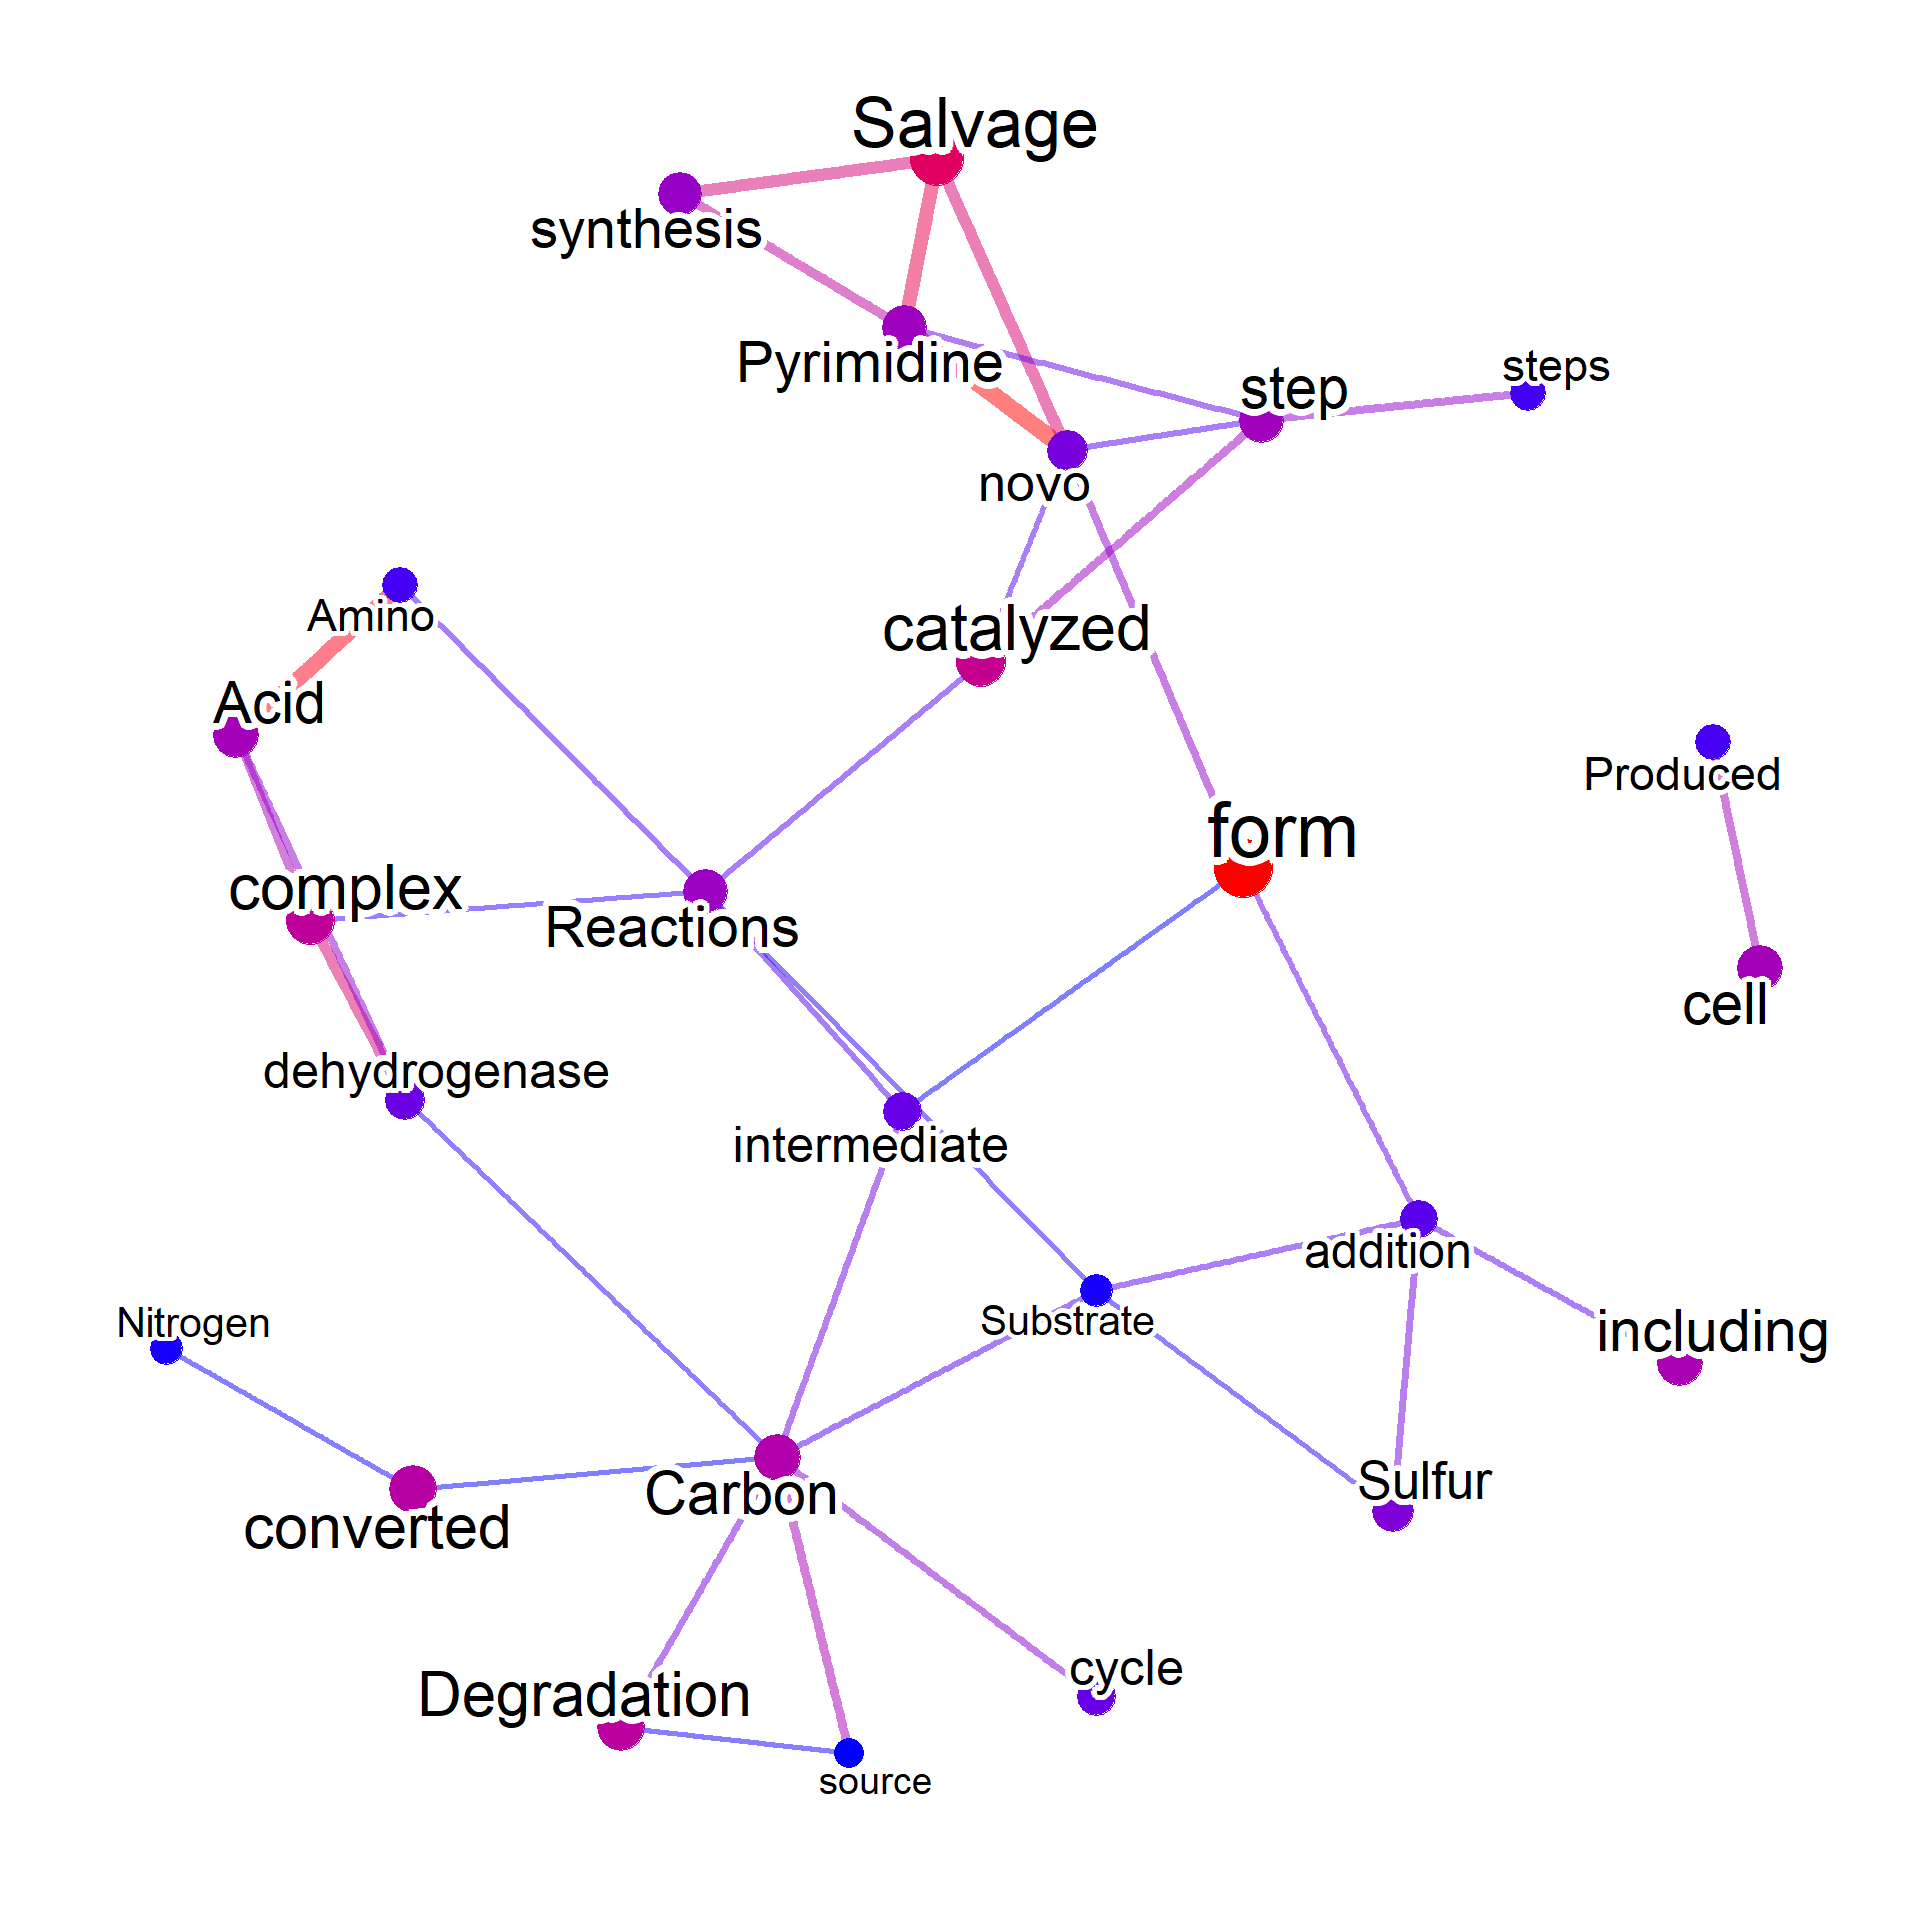 Salvage
synthesis
Pyrimidine
step
steps
novo
Amino
catalyzed
Acid
Produced
form
complex
Reactions
cell
dehydrogenase
intermediate
addition
Nitrogen
Substrate
including
Carbon
Sulfur
converted
Degradation
cycle
source